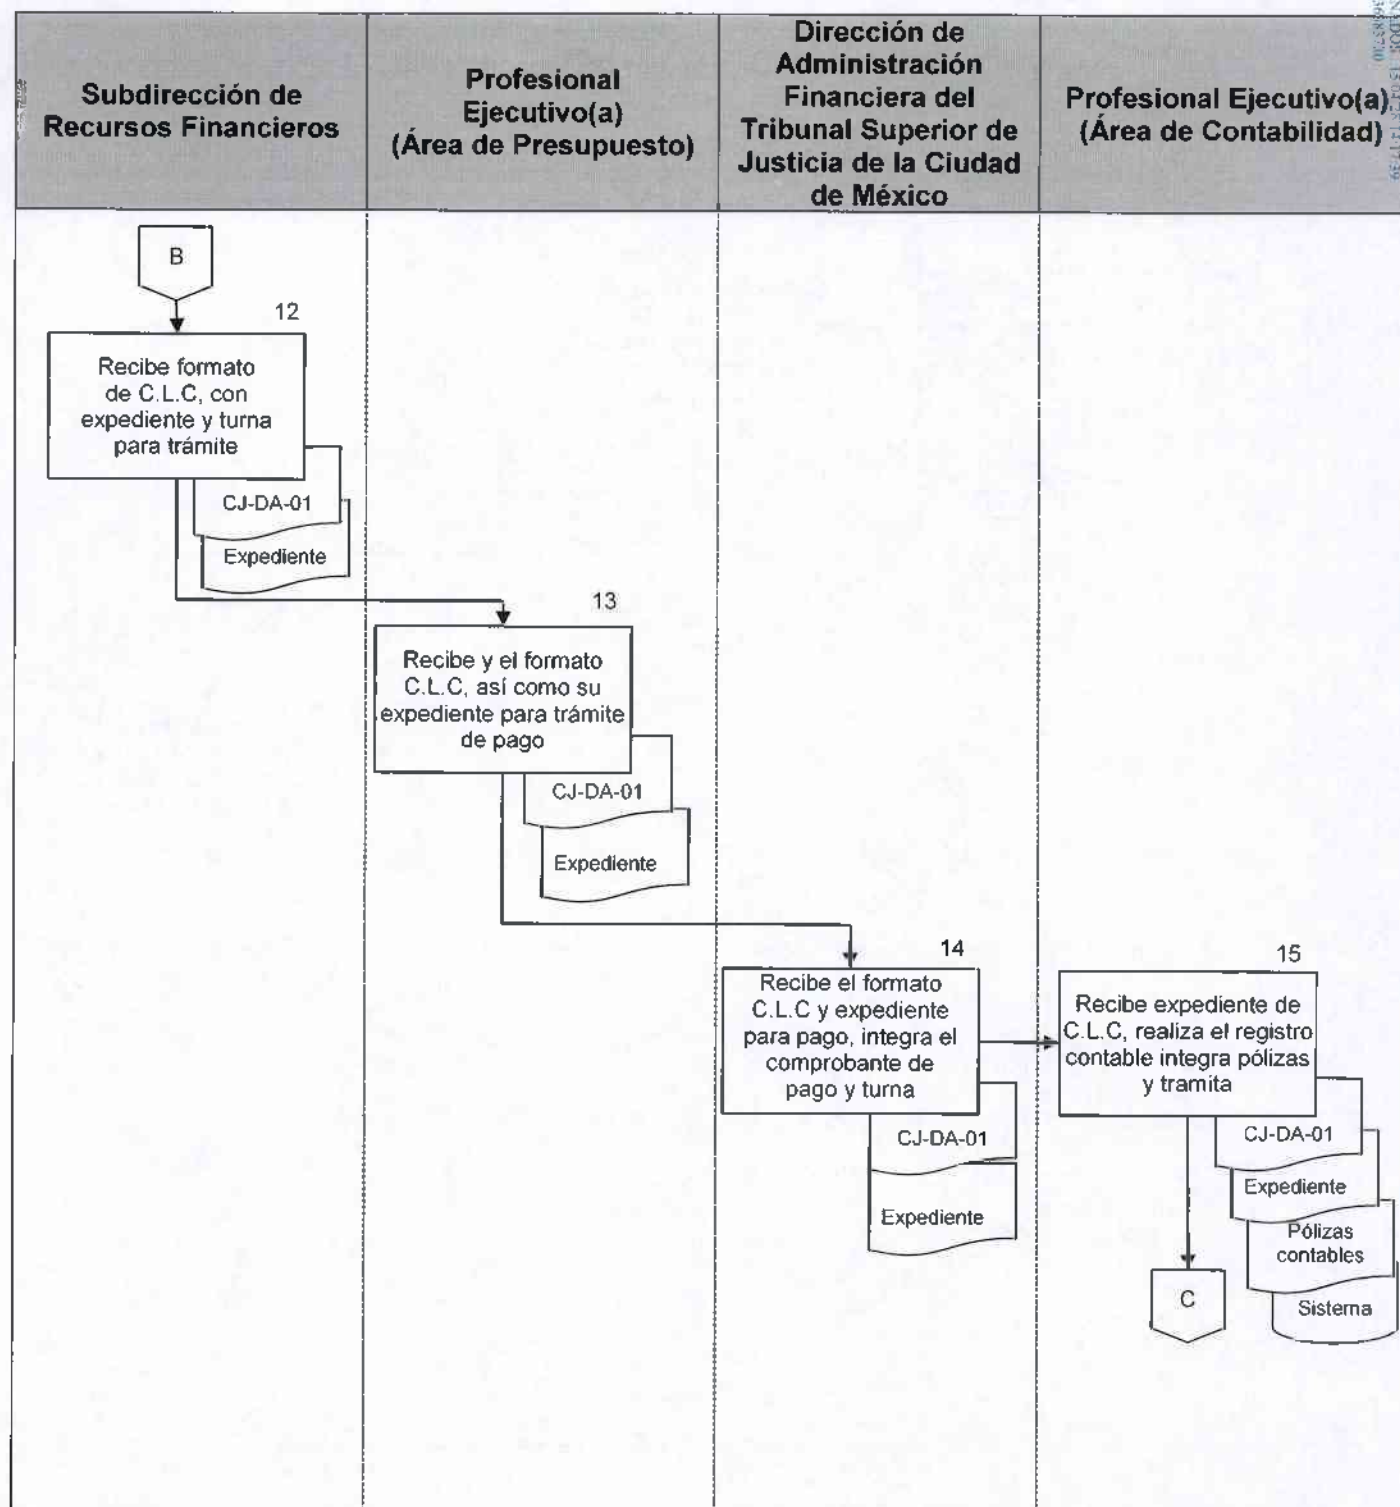 Subdirección de
Recursos Financieros
Profesional
Ejecutivo(a)
(Área de Presupuesto)
Dirección de
Administración
Financiera del
Tribunal Superior de
Justicia de la Ciudad
de México
Profesional Ejecutivo(a)
(Área de Contabilidad)
B
12
Recibe formato
de C.L.C, con
expediente y turna
para trámite
CJ-DA-01
Expediente
13
Recibe y el formato
C.L.C, así como su
expediente para trámite
de pago
CJ-DA-01
Expediente
14
Recibe el formato
C.L.C y expediente
para pago, integra el
comprobante de
pago y turna
CJ-DA-01
Expediente
15
Recibe expediente de
C.L.C, realiza el registro
contable integra pólizas
y tramita
CJ-DA-01
Expediente
Pólizas
contables
Sistema
C